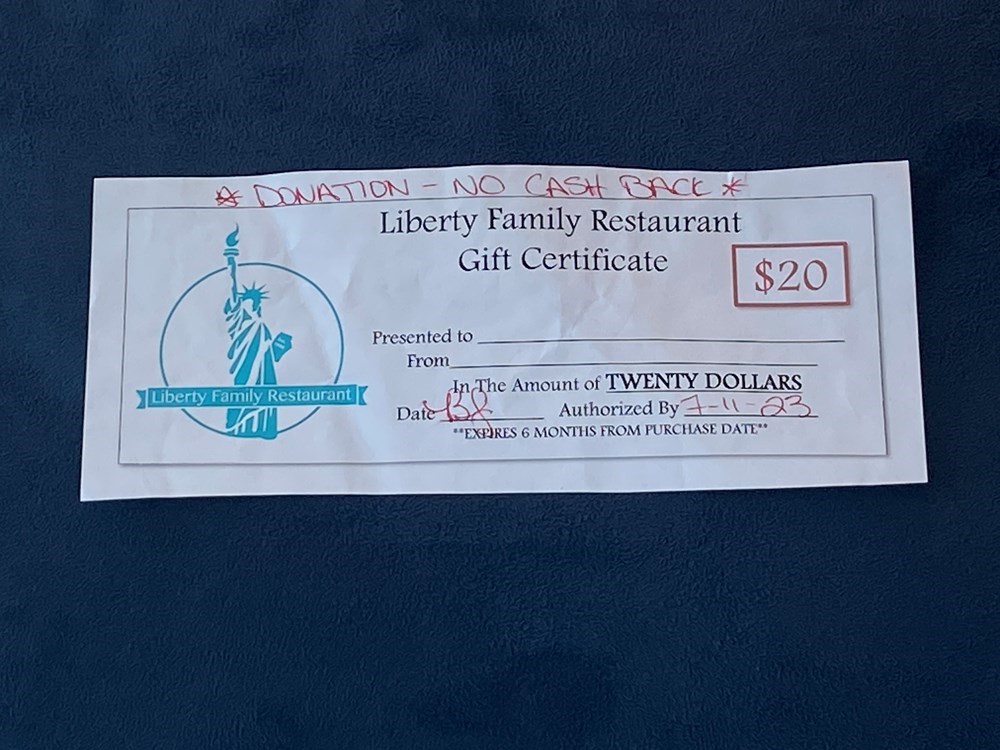 * DONATION - NO CASH BACK *
Liberty Family Restaurant
Gift Certificate
$20
Presented to
From
In The Amount of TWENTY DOLLARS
Date Authorized By 7-11-23
**EXPIRES 6 MONTHS FROM PURCHASE DATE**
Liberty Family Restaurant